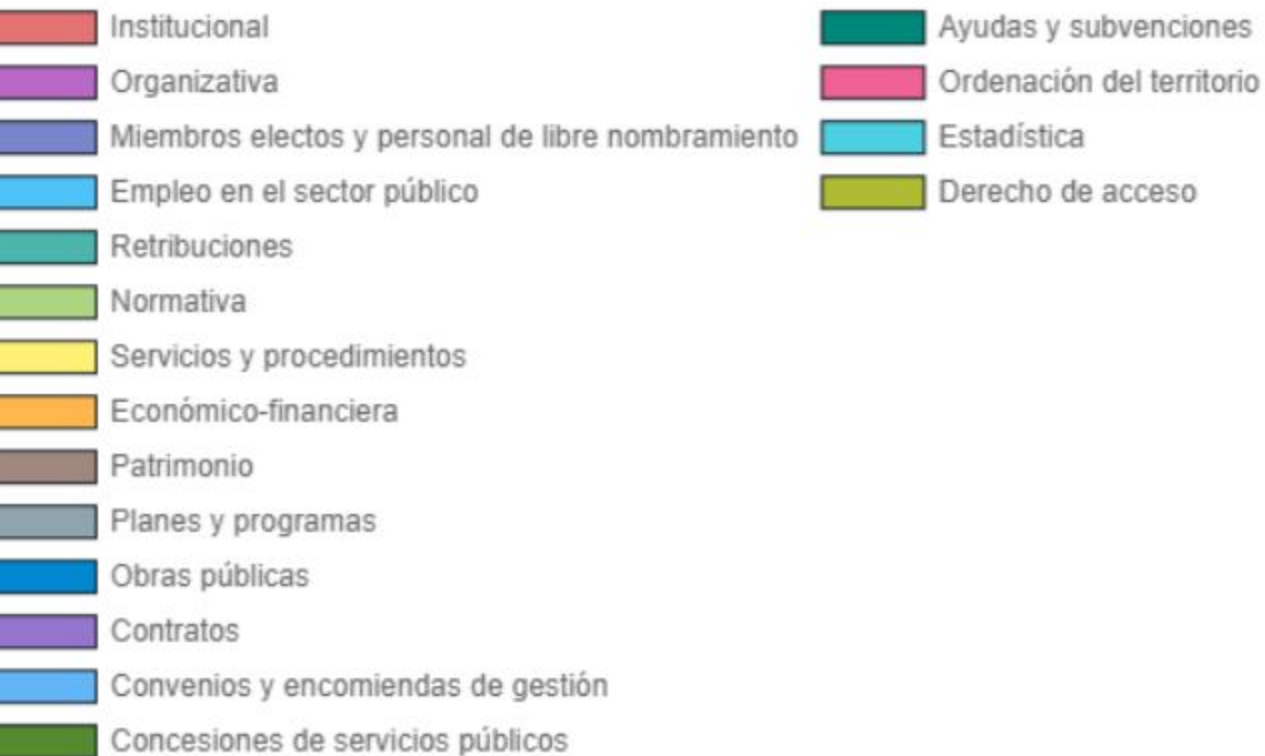 Institucional
Organizativa
Miembros electos y personal de libre nombramiento
Empleo en el sector público
Retribuciones
Normativa
Servicios y procedimientos
Económico-financiera
Patrimonio
Planes y programas
Obras públicas
Contratos
Convenios y encomiendas de gestión
Concesiones de servicios públicos
Ayudas y subvenciones
Ordenación del territorio
Estadística
Derecho de acceso